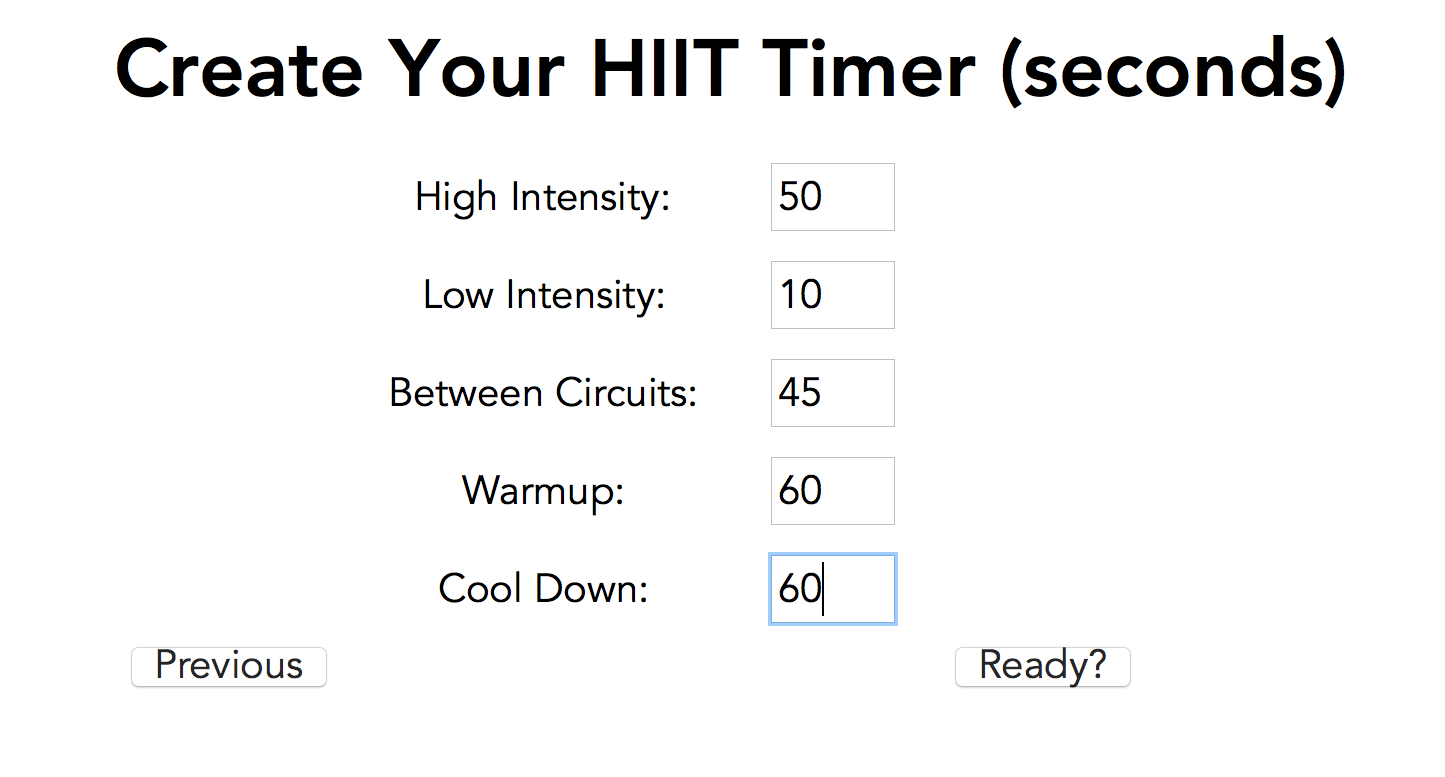 Create Your HIIT Timer (seconds)
High Intensity: 50
Low Intensity: 10
Between Circuits: 45
Warmup: 60
Cool Down: 60
Previous Ready?